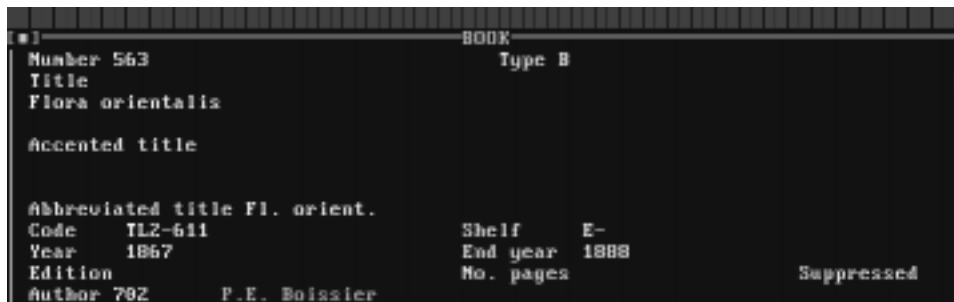 [■] BOOK
Number 563 Type B
Title
Flora orientalis
Accented title
Abbreviated title Fl. orient.
Code TL2-611 Shelf E-
Year 1867 End year 1888
Edition No. pages Suppressed
Author 702 P.E. Boissier